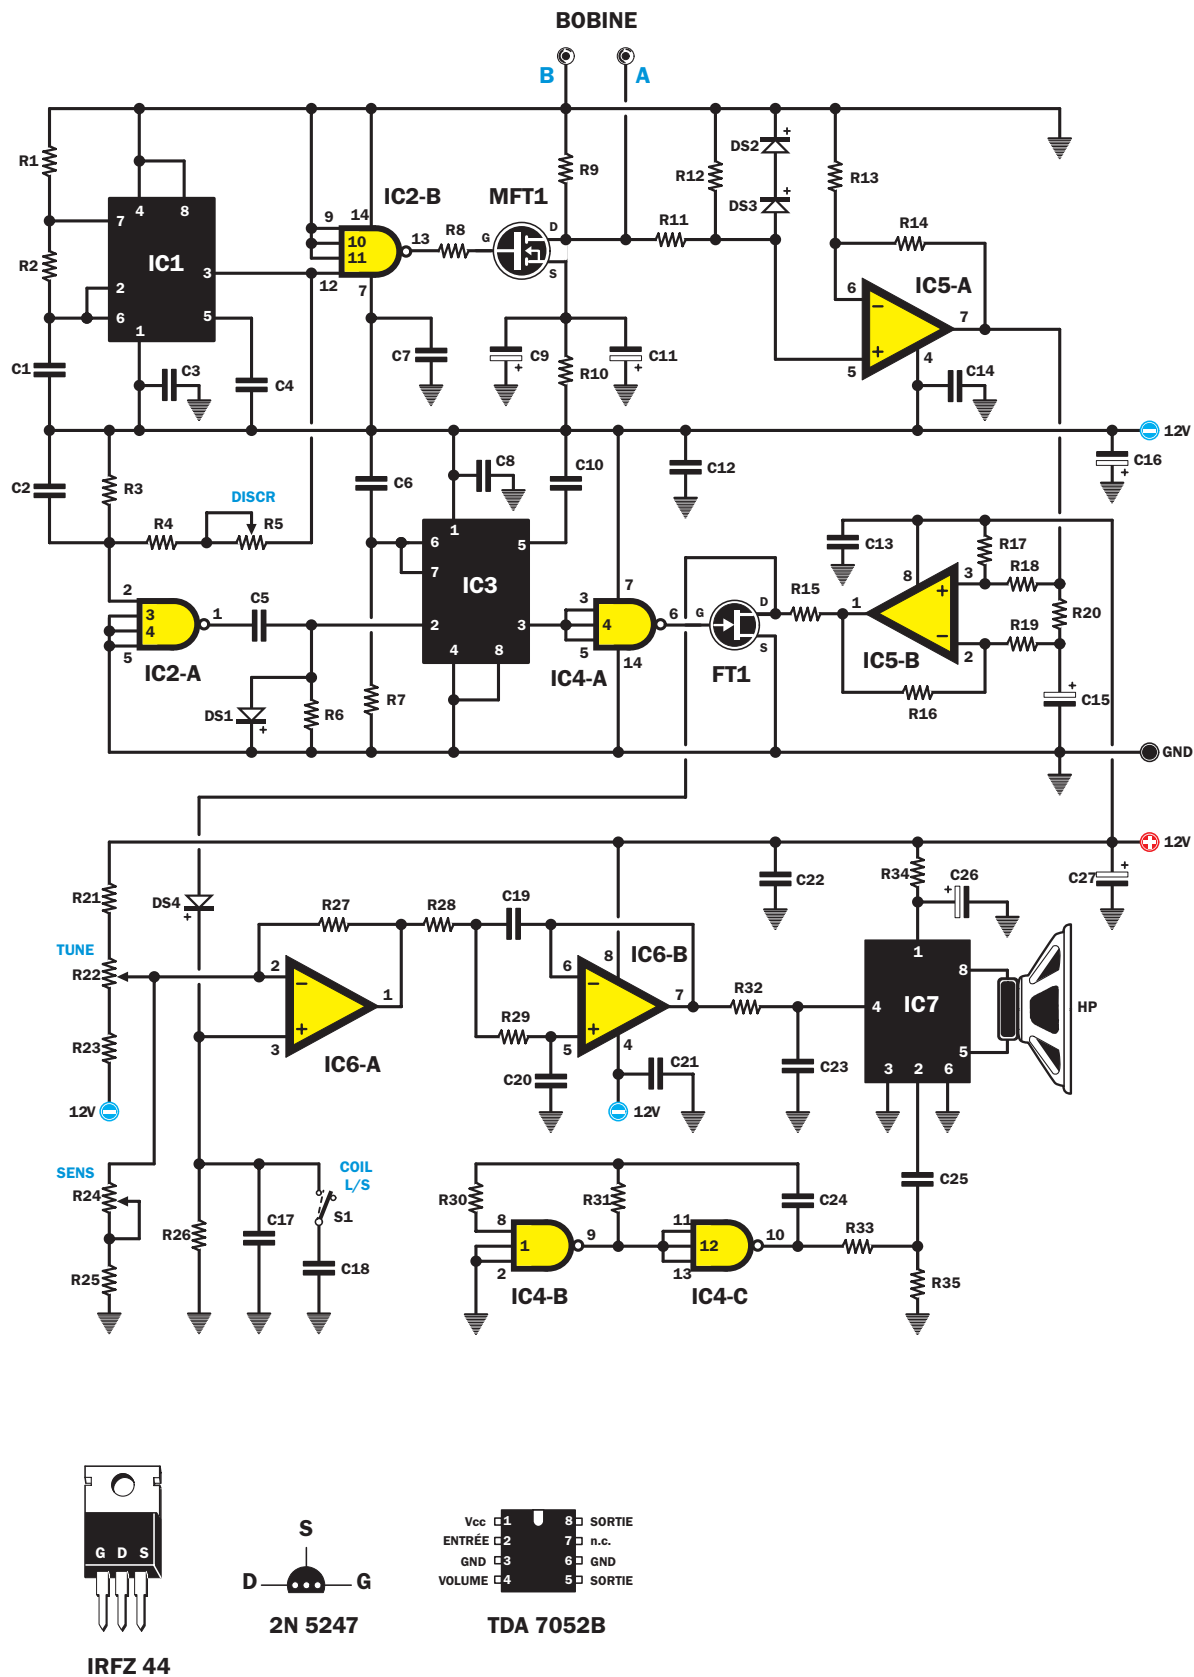 BOBINE
B A
R1 R9 R12 DS2 + R13
IC2-B MFT1 DS3 +
4 8 9 14 D R11 R14
7 10 13 R8 G
R2 IC1 3 11 S IC5-A
2 12 7 6 − 7
6 5 + 4
1 5
C1 C3 C4 C7 C9 + R10 C11 + C14
12V
C2 R3 C6 C8 C10 C12 C16 +
DISCR
R4 R5 1 C13 R17
6 5
7 IC3 7 8 3 R18
2 C5 3 R15 1 +
3 1 2 3 4 6 G D R20
4 R19
5 4 8 5 14 S − 2
IC2-A IC4-A FT1 IC5-B
DS1 + R6 R7 R16 + C15
GND
12V
R21 DS4 + R27 R28 C19 C22 R34 + C26 C27 +
TUNE
R22 2 − 1 6 − 8 IC6-B 1 8
7 R32 4 IC7 HP
R29 5
R23 3 + 5 + 4 3 2 6
IC6-A C20 C21 C23
12V 12V
SENS COIL
L/S
R24 R30 R31 C24 C25
R26 C17 S1 8 11
1 9 12 10 R33
R25 C18 2 13 R35
IC4-B IC4-C
G D S
IRFZ 44
S
D G
2N 5247
Vcc 1 8 SORTIE
ENTRÉE 2 7 n.c.
GND 3 6 GND
VOLUME 4 5 SORTIE
TDA 7052B